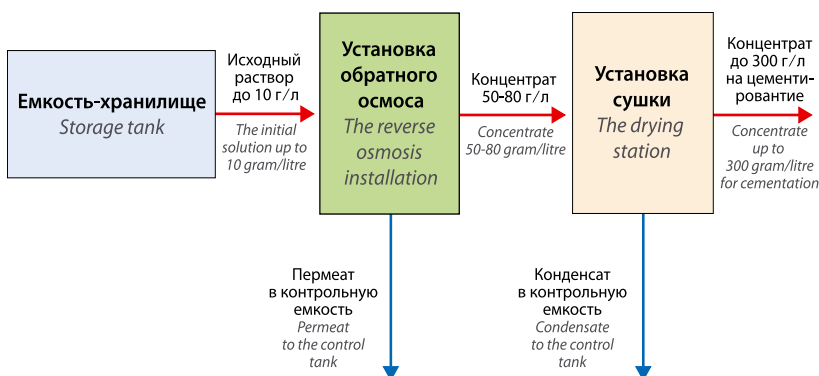 Емкость-хранилище
Storage tank
Исходный
раствор
до 10 г/л
The initial
solution up to
10 gram/litre
Установка
обратного
осмоса
The reverse
osmosis
installation
Концентрат
50-80 г/л
Concentrate
50-80 gram/litre
Установка
сушки
The drying
station
Концентрат
до 300 г/л
на цементи-
ровантие
Concentrate
up to
300 gram/litre
for cementation
Пермеат
в контрольную
емкость
Permeat
to the control
tank
Конденсат
в контрольную
емкость
Condensate
to the control
tank